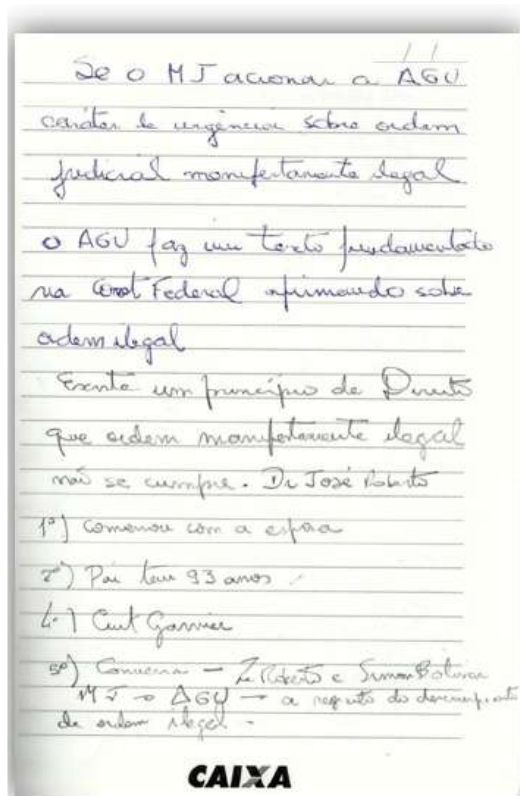 / /
Se o MJ acionar a AGU
caráter de urgência sobre ordem
judicial manifestamente ilegal
o AGU faz um texto fundamentado
na Const Federal afirmando sobre
ordem ilegal
Existe um princípio de Direito
que ordem manifestamente ilegal
não se cumpre. Dr José Roberto
1º) Comemou com a esposa
2º) Pai tem 93 anos
4º) Garnier
5º) Conversa - Zé Roberto e Simon Bolivar
MJ → AGU → a respeito do
de ordem ilegal -
CAIXA